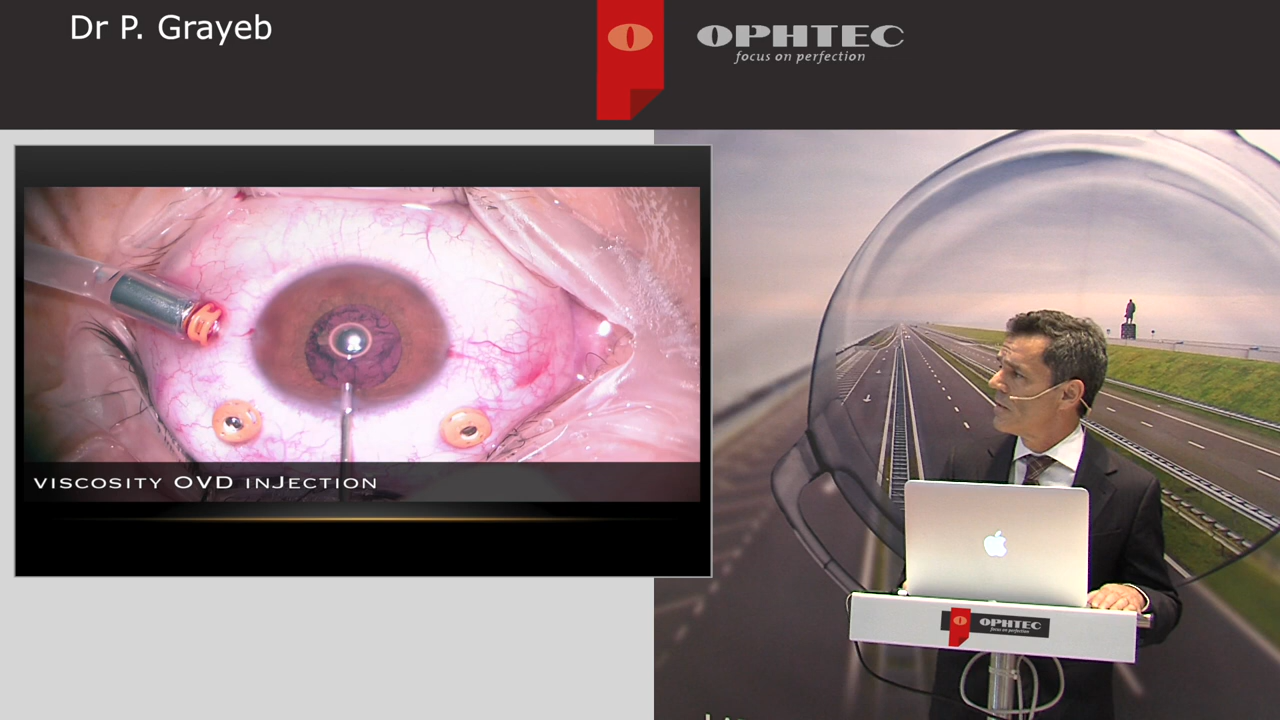 Dr P. Grayeb
OPHTEC
focus on perfection
VISCOSITY OVD INJECTION
OPHTEC
focus on perfection